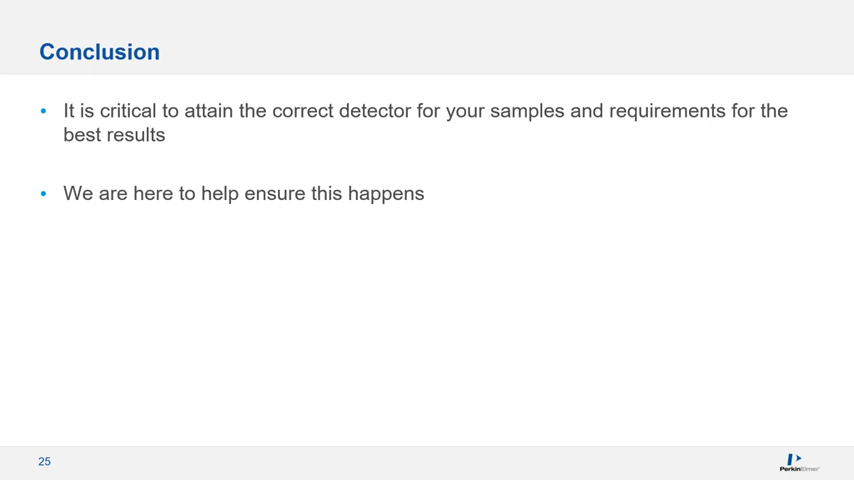 Conclusion
• It is critical to attain the correct detector for your samples and requirements for the
best results
• We are here to help ensure this happens
25
PerkinElmer